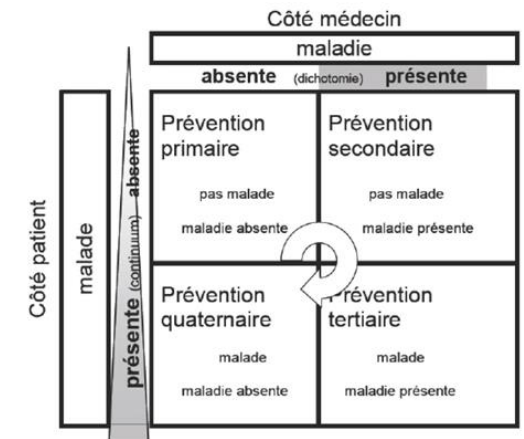 Côté médecin
maladie
absente (dichotomie) présente
Côté patient
malade
présente (continuum) absente
Prévention
primaire
pas malade
maladie absente
Prévention
secondaire
pas malade
maladie présente
Prévention
quaternaire
malade
maladie absente
Prévention
tertiaire
malade
maladie présente